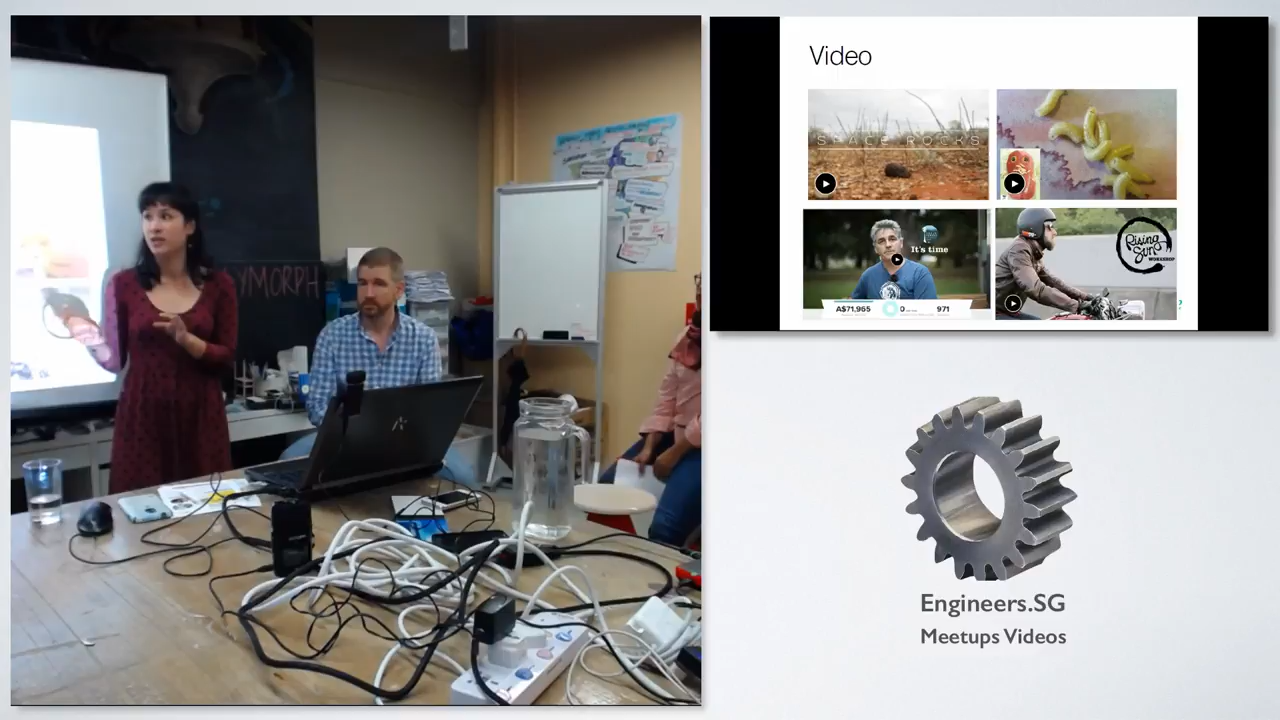 YMORPH
Video
SPACE ROCKS
It's time
A$71,965
971
Rising
Sun
WORKSHOP
Engineers.SG
Meetups Videos